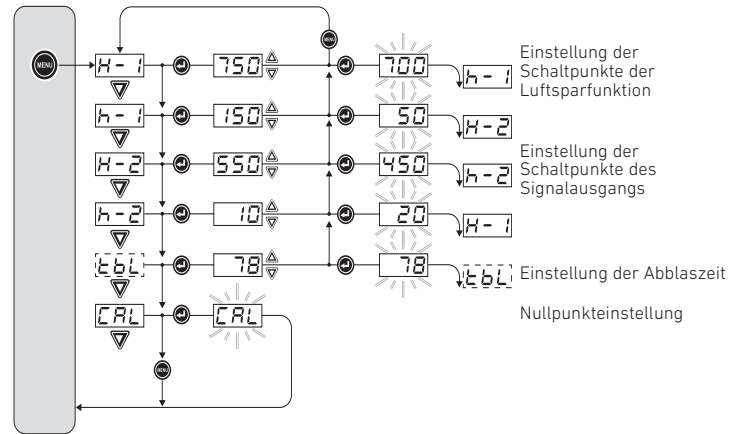 MENU
MENU H-1 750 700 h-1 Einstellung der
Schaltpunkte der
Luftsparfunktion
h-1 150 50 H-2
H-2 550 450 h-2 Einstellung der
Schaltpunkte des
Signalausgangs
h-2 10 20 H-1
tbL 78 78 tbL Einstellung der Abblaszeit
CAL CAL Nullpunkteinstellung
MENU